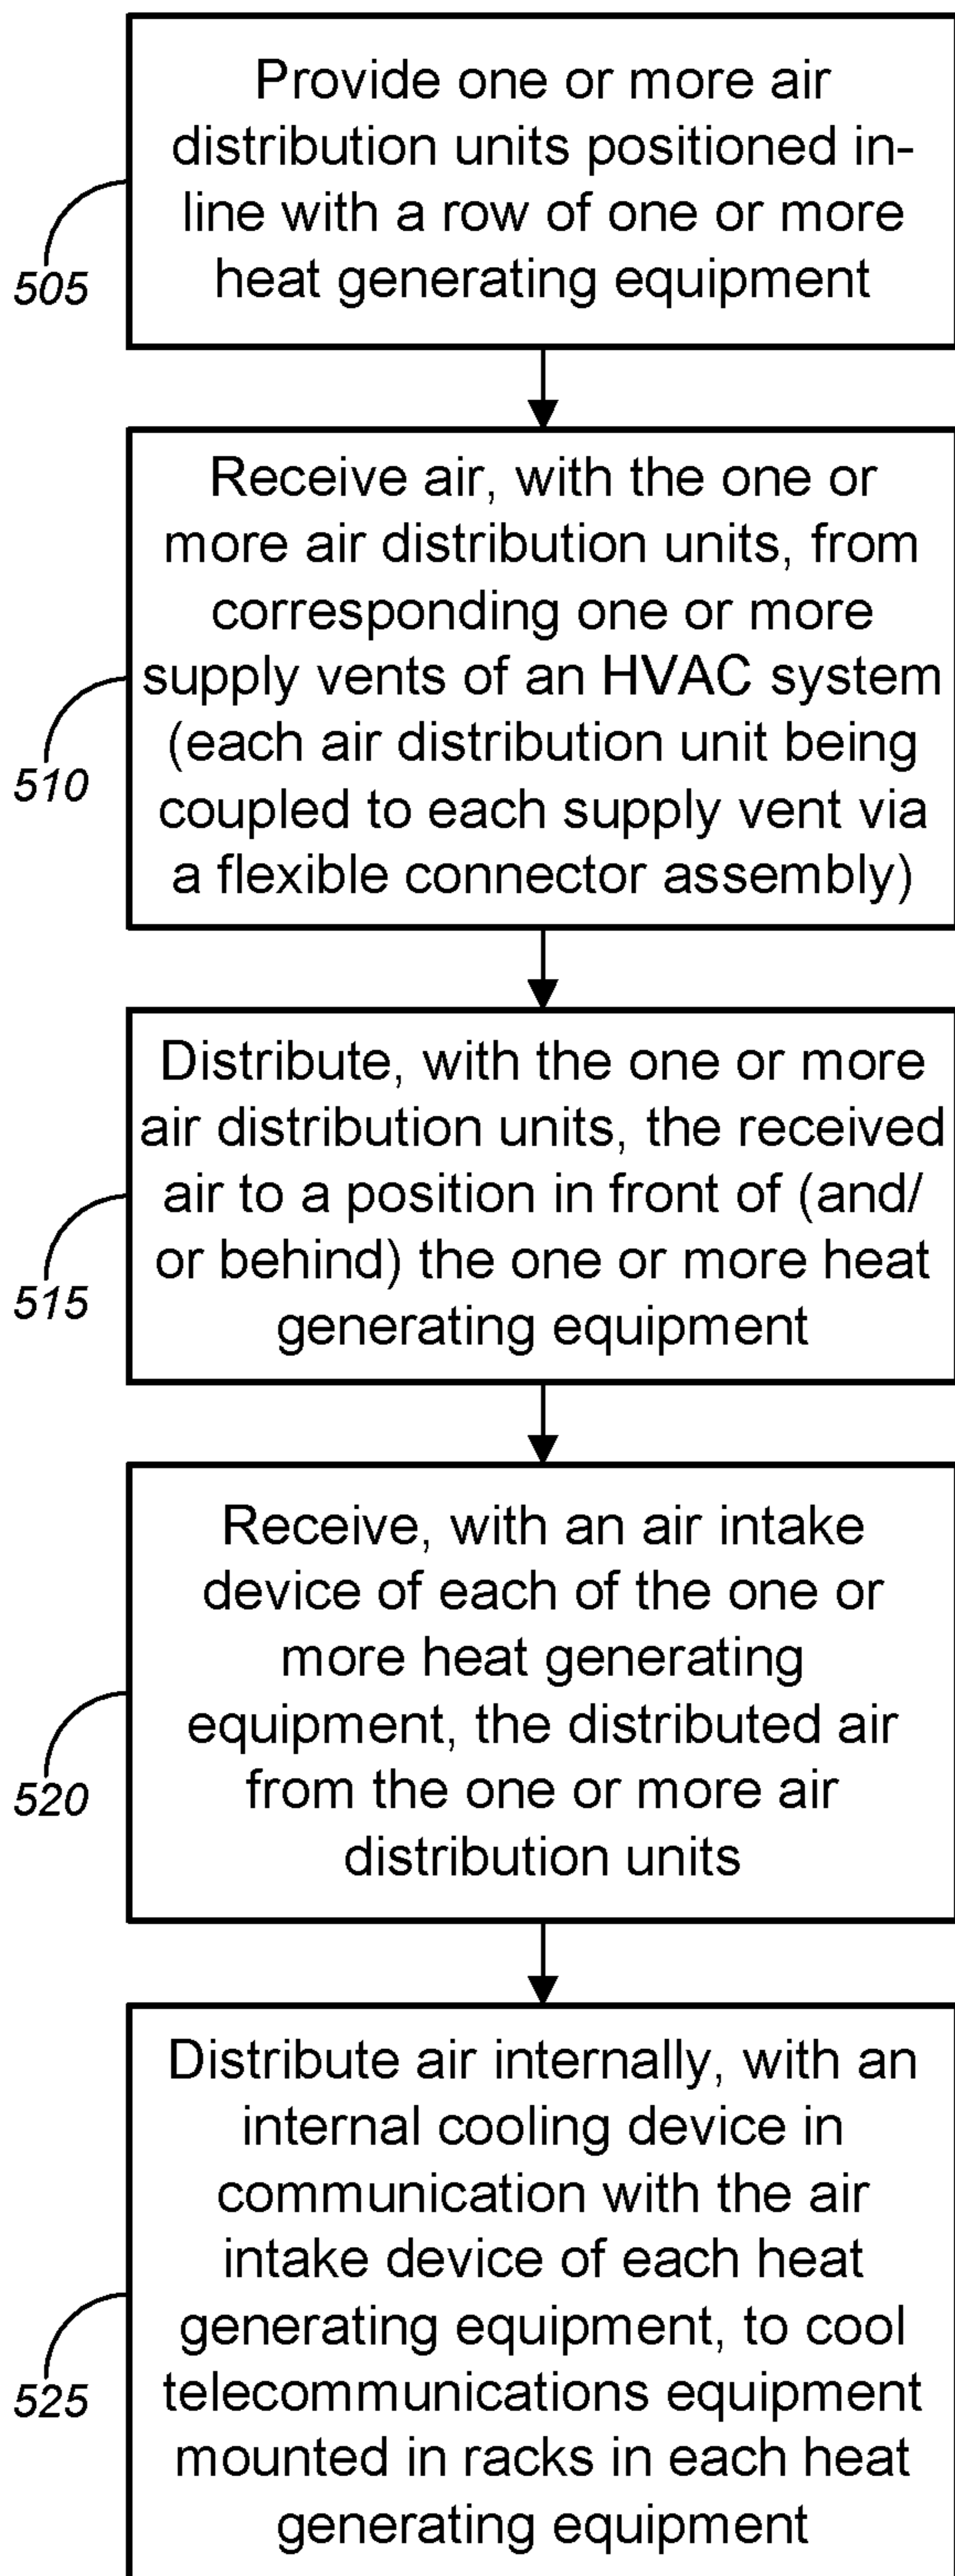 Provide one or more air
distribution units positioned in-
line with a row of one or more
heat generating equipment
505
Receive air, with the one or
more air distribution units, from
corresponding one or more
supply vents of an HVAC system
(each air distribution unit being
coupled to each supply vent via
a flexible connector assembly)
510
Distribute, with the one or more
air distribution units, the received
air to a position in front of (and/
or behind) the one or more heat
generating equipment
515
Receive, with an air intake
device of each of the one or
more heat generating
equipment, the distributed air
from the one or more air
distribution units
520
Distribute air internally, with an
internal cooling device in
communication with the air
intake device of each heat
generating equipment, to cool
telecommunications equipment
mounted in racks in each heat
generating equipment
525